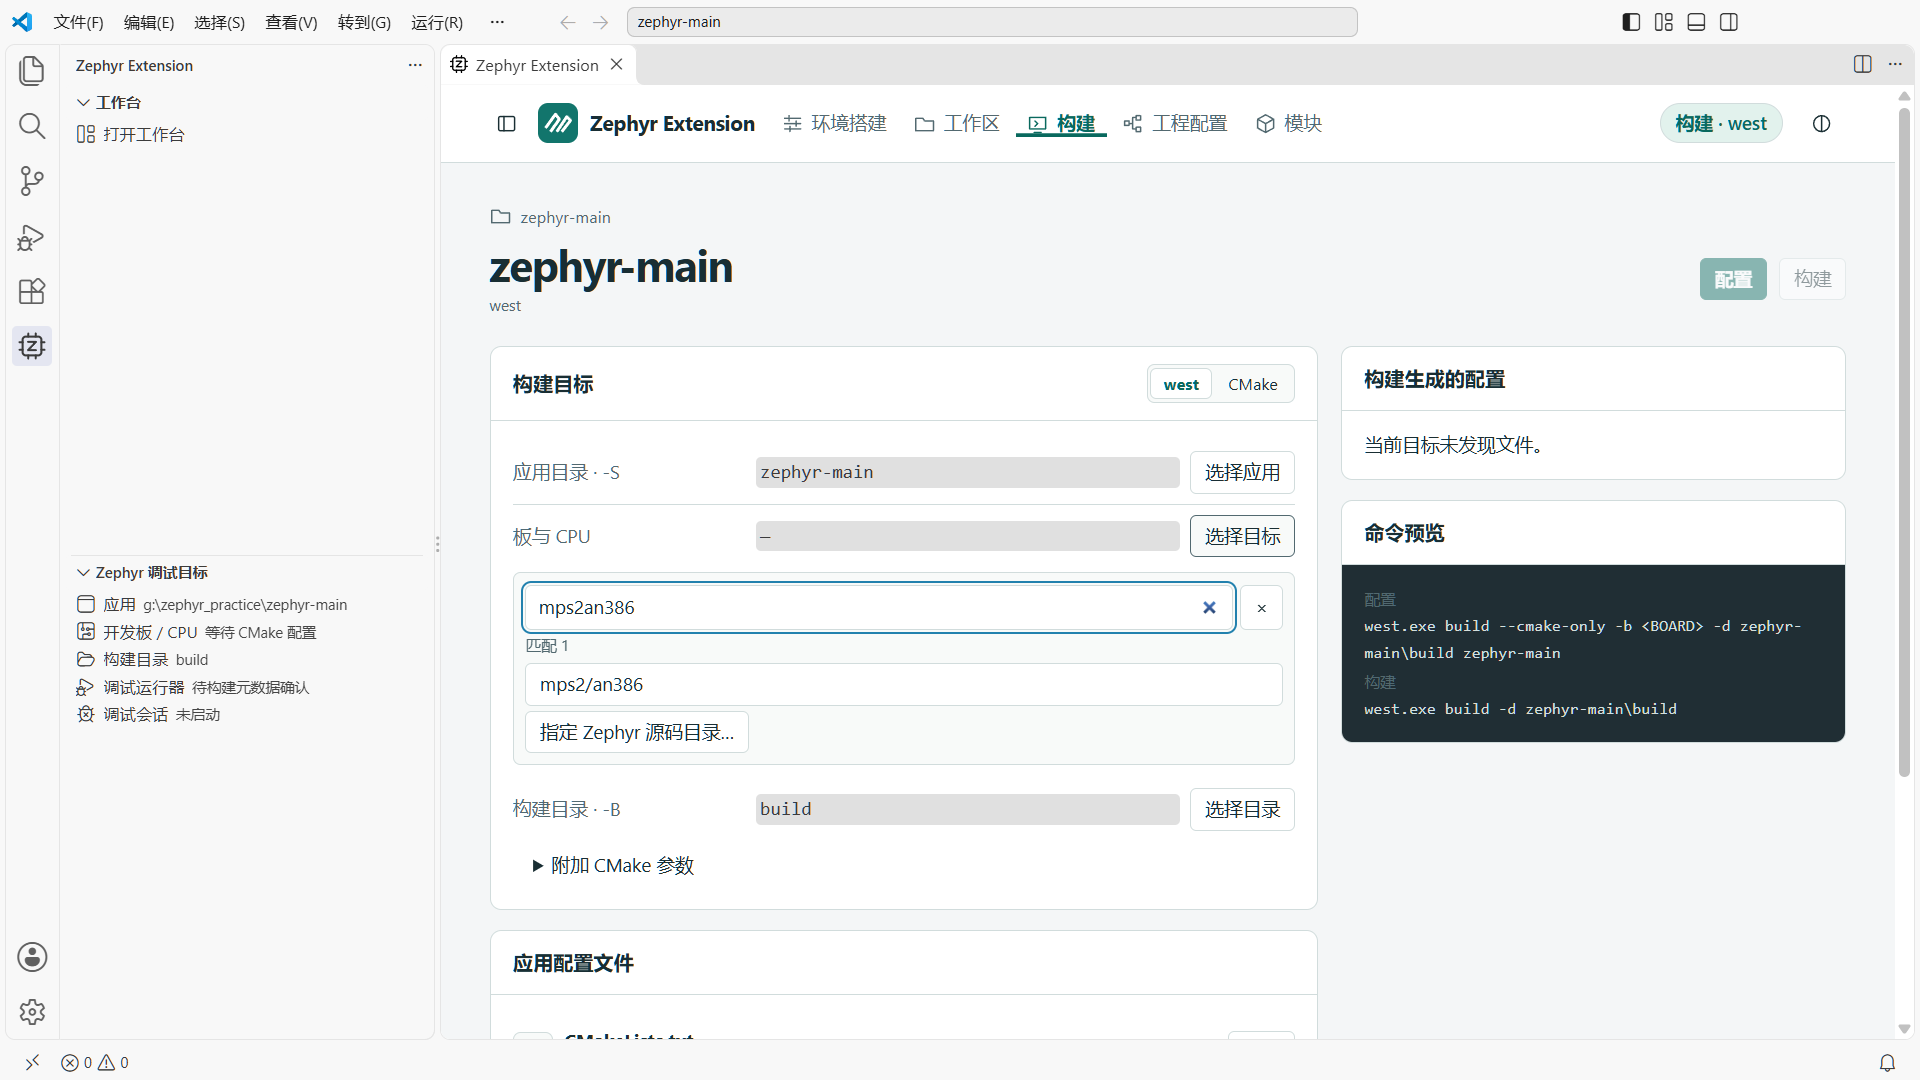 文件(F) 编辑(E) 选择(S) 查看(V) 转到(G) 运行(R) ··· zephyr-main
Zephyr Extension
工作台
打开工作台
Zephyr 调试目标
应用 g:\zephyr_practice\zephyr-main
开发板 / CPU 等待 CMake 配置
构建目录 build
调试运行器 待构建元数据确认
调试会话 未启动
Zephyr Extension
Zephyr Extension 环境搭建 工作区 构建 工程配置 模块 构建 · west
zephyr-main
zephyr-main
west
配置 构建
构建目标 west CMake
应用目录 · -S zephyr-main 选择应用
板与 CPU — 选择目标
mps2an386
匹配 1
mps2/an386
指定 Zephyr 源码目录...
构建目录 · -B build 选择目录
附加 CMake 参数
应用配置文件
构建生成的配置
当前目标未发现文件。
命令预览
配置
west.exe build --cmake-only -b <BOARD> -d zephyr-
main\build zephyr-main
构建
west.exe build -d zephyr-main\build
0 0